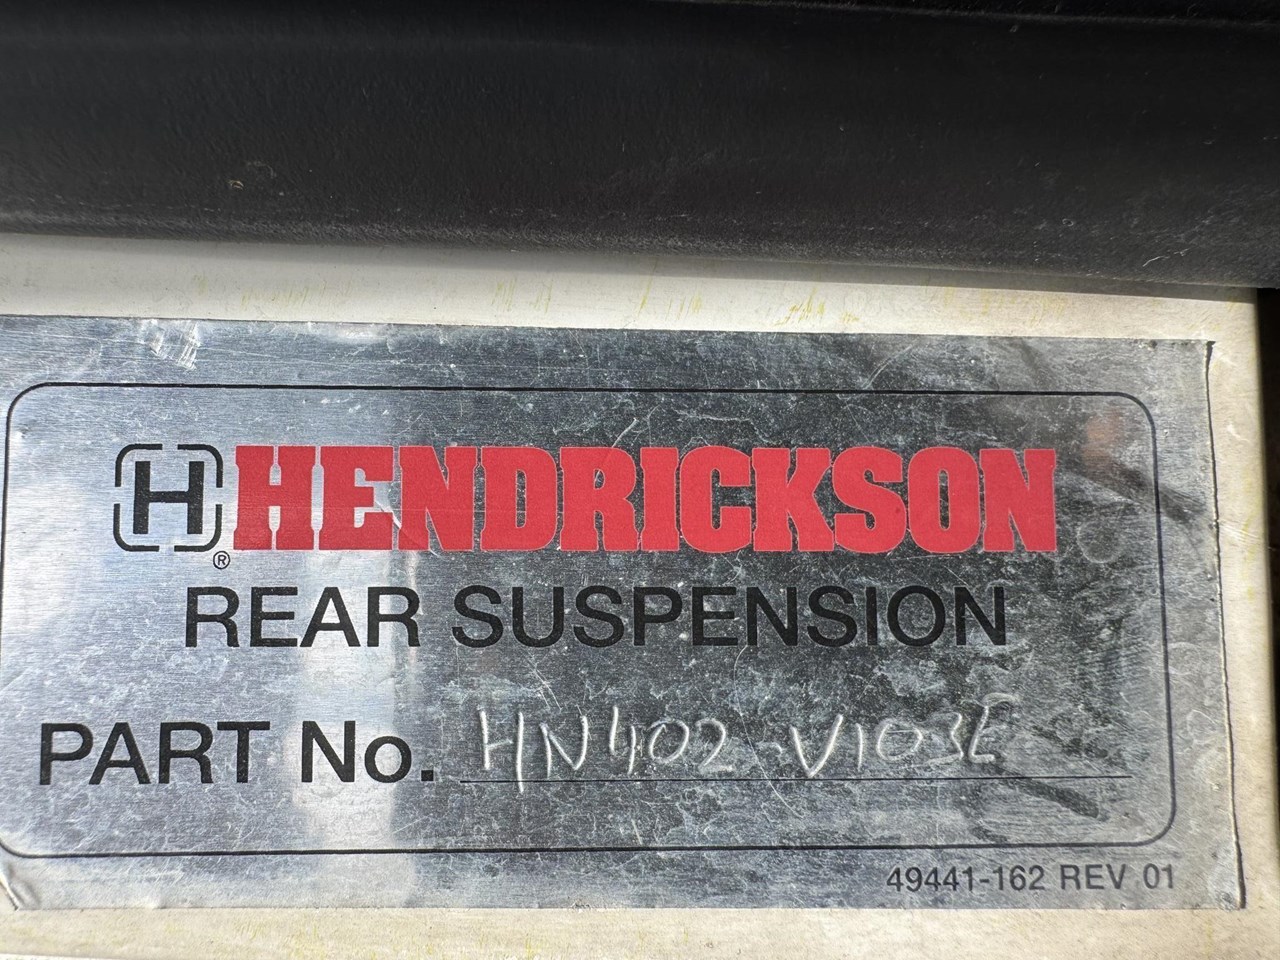 H HENDRICKSON
®
REAR SUSPENSION
PART No. HN402 V103E
49441-162 REV 01